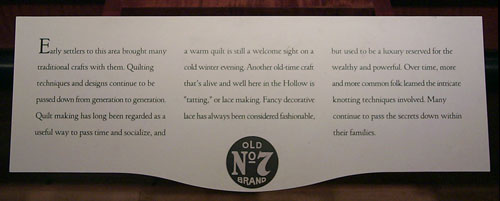 Early settlers to this area brought many
traditional crafts with them. Quilting
techniques and designs continue to be
passed down from generation to generation.
Quilt making has long been regarded as a
useful way to pass time and socialize, and
a warm quilt is still a welcome sight on a
cold winter evening. Another old-time craft
that's alive and well here in the Hollow is
"tatting," or lace making. Fancy decorative
lace has always been considered fashionable,
but used to be a luxury reserved for the
wealthy and powerful. Over time, more
and more common folk learned the intricate
knotting techniques involved. Many
continue to pass the secrets down within
their families.
OLD
No7
BRAND